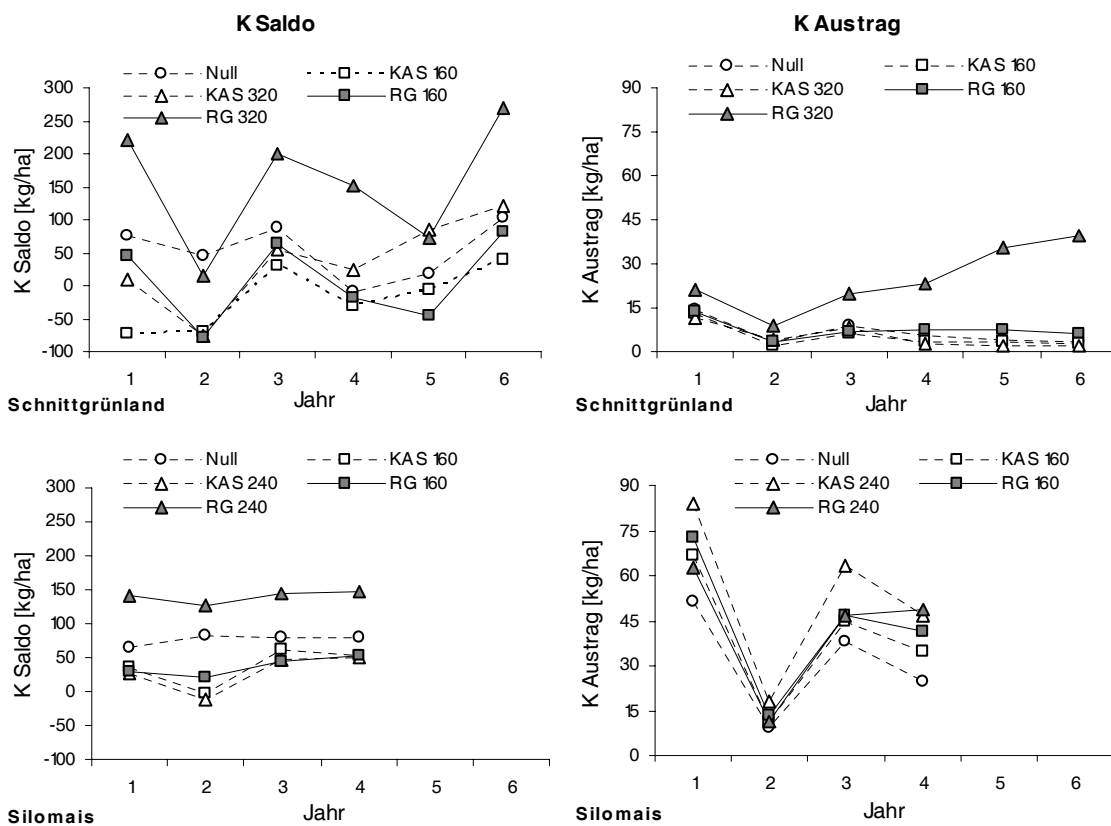 K Saldo
Null
KAS 160
KAS 320
RG 160
RG 320
K Saldo [kg/ha]
300
250
200
150
100
50
0
-50
-100
1 2 3 4 5 6
Schnittgrünland
Jahr
K Austrag
Null
KAS 160
KAS 320
RG 160
RG 320
K Austrag [kg/ha]
90
75
60
45
30
15
0
1 2 3 4 5 6
Schnittgrünland
Jahr
Null
KAS 160
KAS 240
RG 160
RG 240
K Saldo [kg/ha]
300
250
200
150
100
50
0
-50
-100
1 2 3 4 5 6
Silomais
Jahr
Null
KAS 160
KAS 240
RG 160
RG 240
K Austrag [kg/ha]
90
75
60
45
30
15
0
1 2 3 4 5 6
Silomais
Jahr